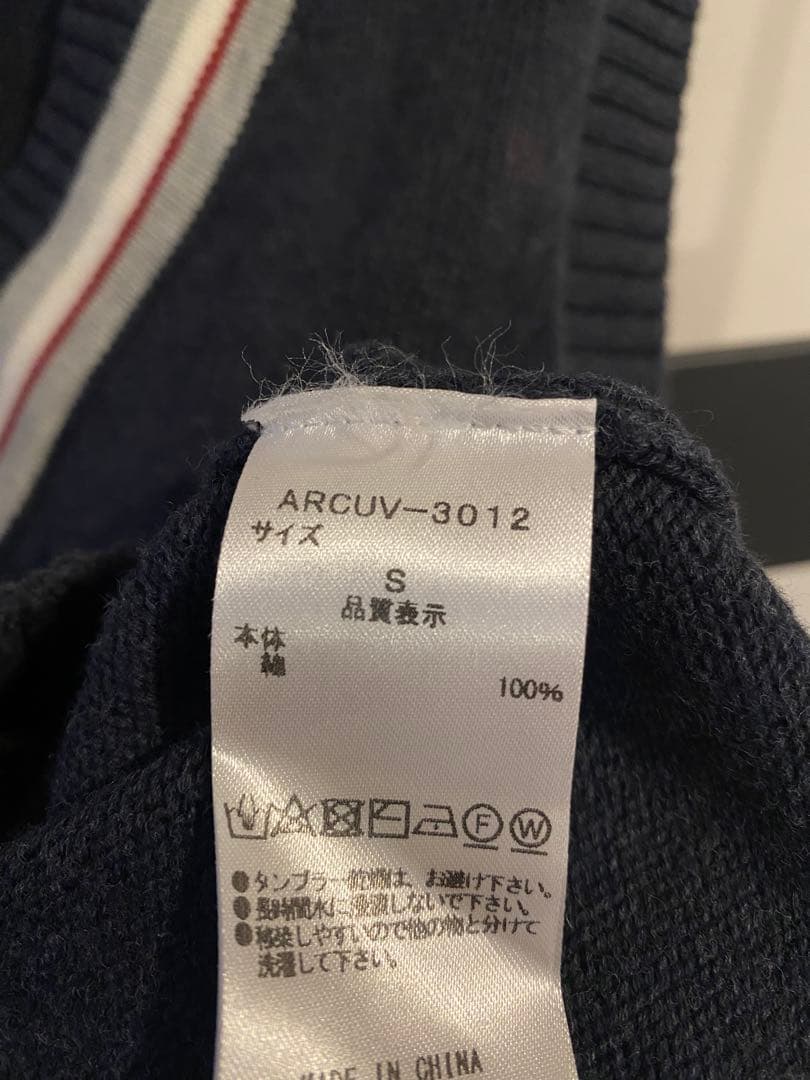 ARCUV-3012
サイズ
S
品質表示
本体
綿
100%
F W
●タンブラー乾燥は、お避け下さい。
●長時間水に浸漬しないで下さい。
●移染しやすいので他の物と分けて
洗濯して下さい。
MADE IN CHINA